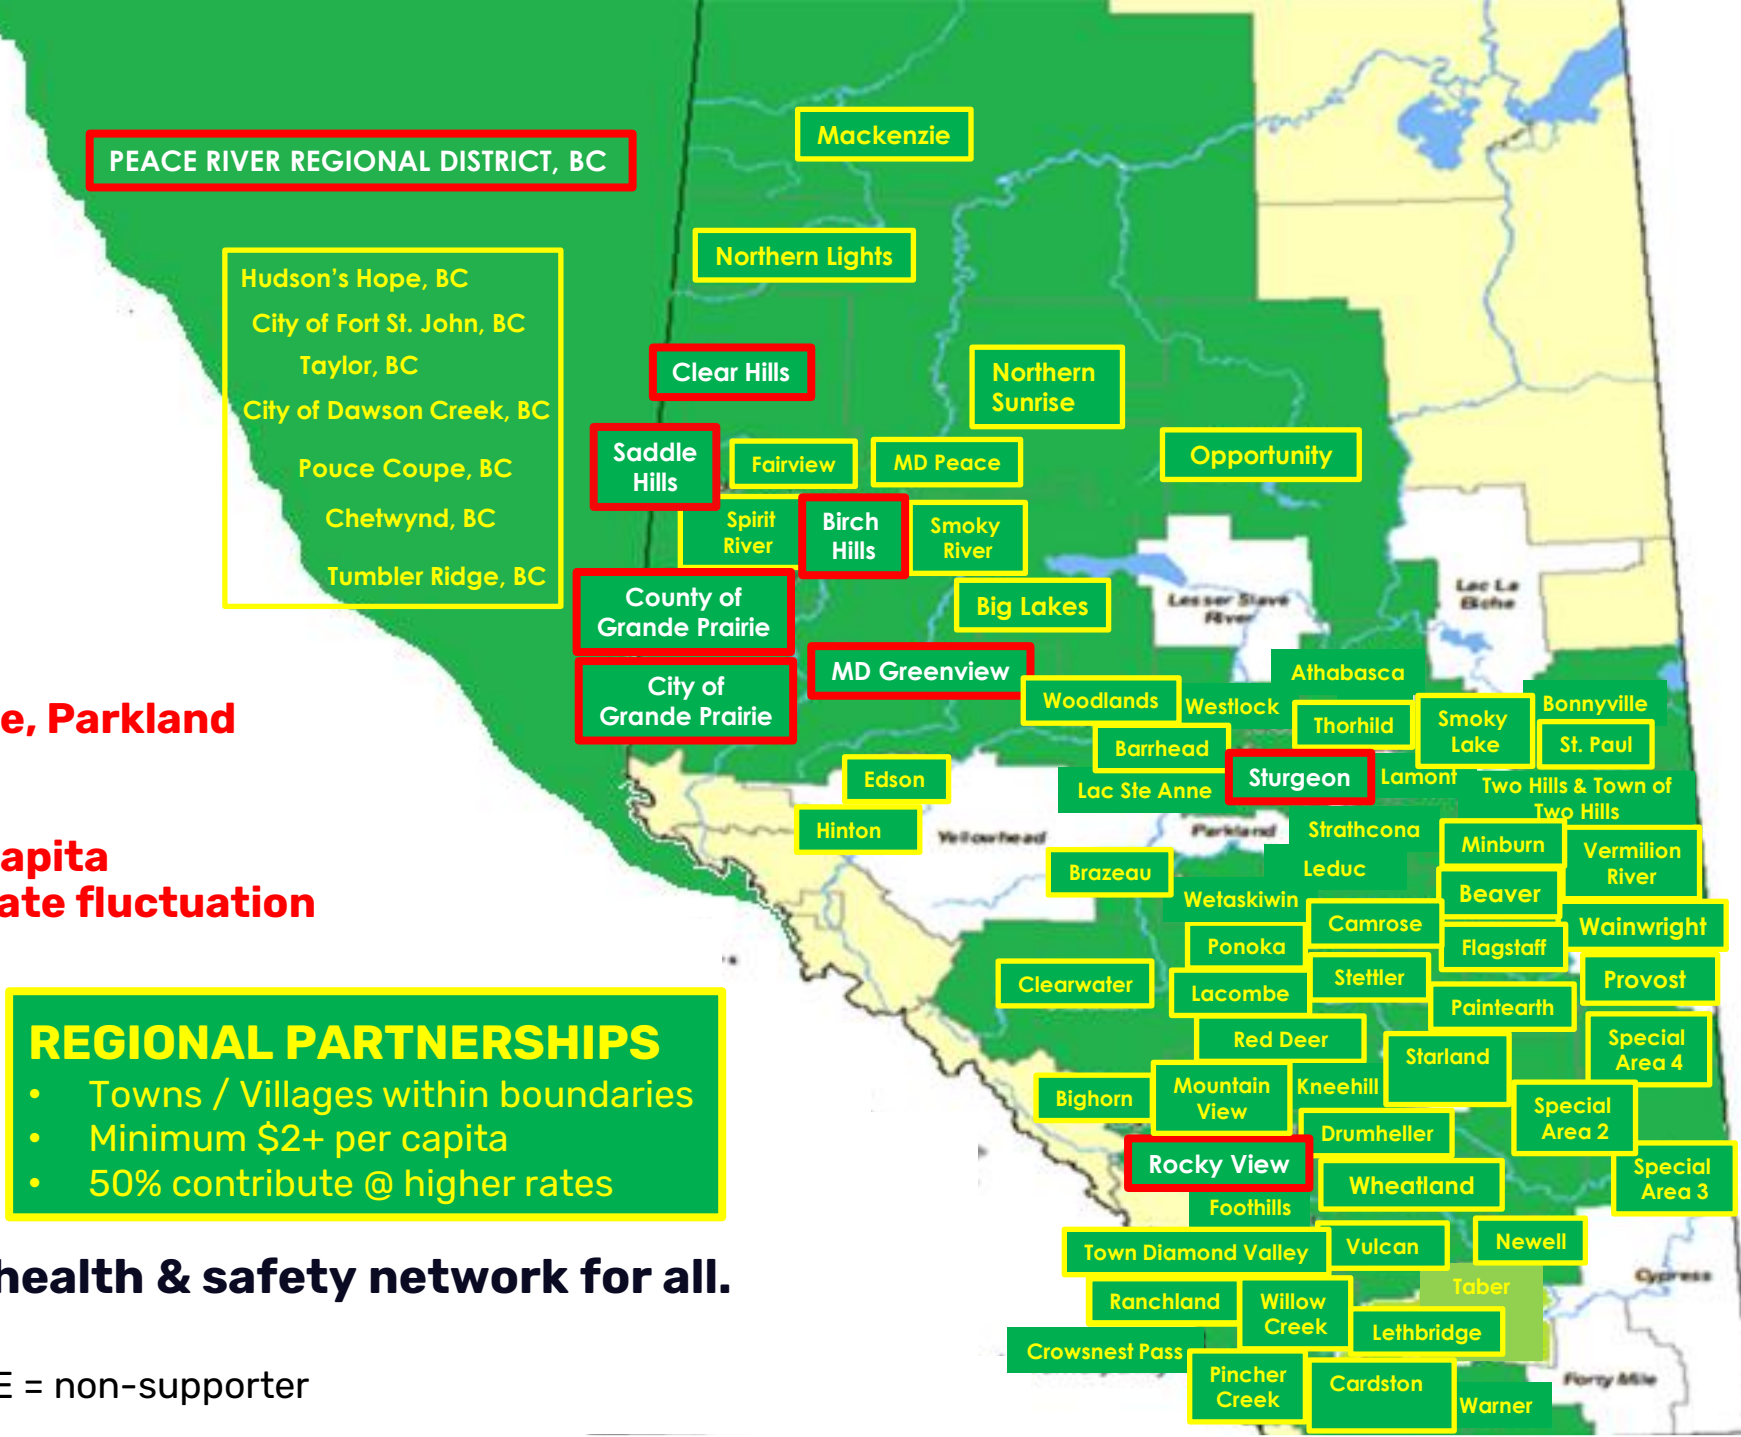 PEACE RIVER REGIONAL DISTRICT, BC
Mackenzie
Northern Lights
Hudson's Hope, BC
City of Fort St. John, BC
Taylor, BC
City of Dawson Creek, BC
Pouce Coupe, BC
Chetwynd, BC
Tumbler Ridge, BC
Clear Hills
Northern
Sunrise
Saddle
Hills
Fairview
MD Peace
Opportunity
Spirit
River
Birch
Hills
Smoky
River
County of
Grande Prairie
Big Lakes
Lesser Slave
River
Lac La
Biche
City of
Grande Prairie
MD Greenview
Woodlands
Westlock
Athabasca
Thorhild
Smoky
Lake
Bonnyville
St. Paul
Barrhead
Sturgeon
Lamont
Edson
Lac Ste Anne
Two Hills & Town of
Two Hills
Hinton
Yellowhead
Parkland
Strathcona
Minburn
Vermilion
River
Brazeau
Leduc
Wetaskiwin
Beaver
Camrose
Wainwright
Ponoka
Flagstaff
Clearwater
Lacombe
Stettler
Provost
Paintearth
Red Deer
Starland
Special
Area 4
Bighorn
Mountain
View
Kneehill
Special
Area 2
Drumheller
Rocky View
Wheatland
Special
Area 3
Foothills
Town Diamond Valley
Vulcan
Newell
Taber
Cypress
Ranchland
Willow
Creek
Lethbridge
Crowsnest Pass
Pincher
Creek
Cardston
Warner
Forty Mile
e, Parkland
apita
ate fluctuation
REGIONAL PARTNERSHIPS
• Towns / Villages within boundaries
• Minimum $2+ per capita
• 50% contribute @ higher rates
health & safety network for all.
E = non-supporter